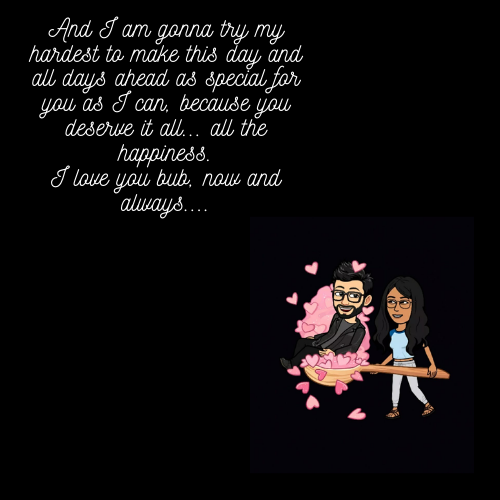 And I am gonna try my
hardest to make this day and
all days ahead as special for
you as I can, because you
deserve it all... all the
happiness.
I love you bub, now and
always....